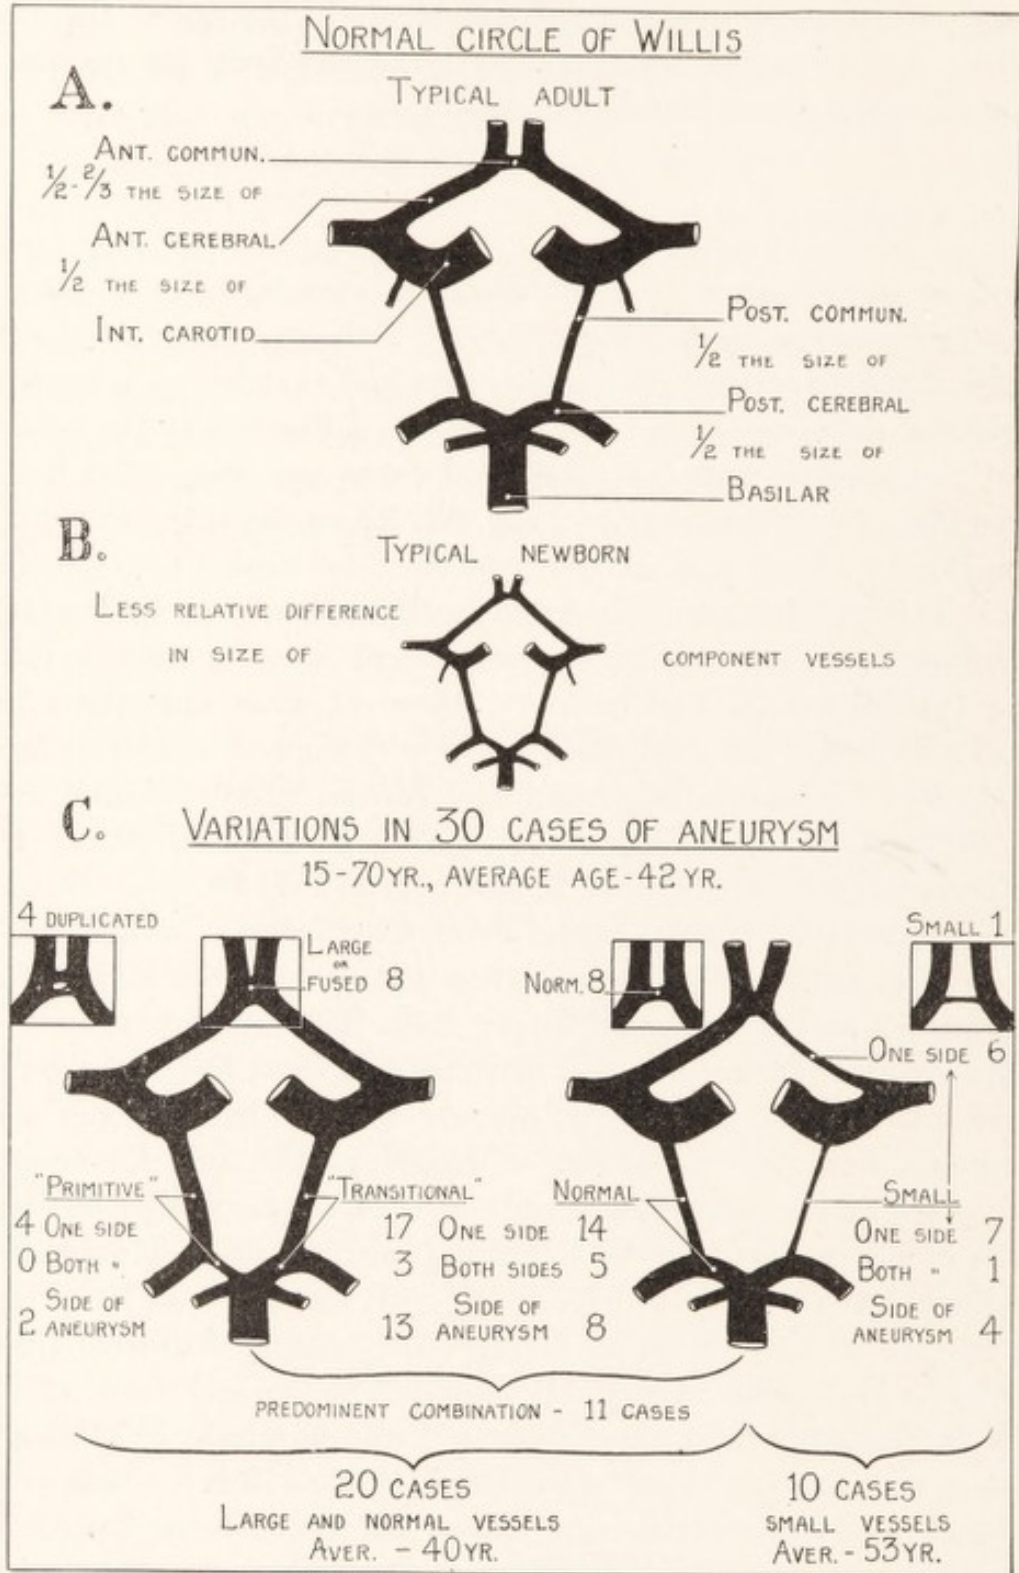 NORMAL CIRCLE OF WILLIS
A.
TYPICAL ADULT
ANT. COMMUN.
1/2-2/3 THE SIZE OF
ANT. CEREBRAL
1/2 THE SIZE OF
INT. CAROTID
POST. COMMUN.
1/2 THE SIZE OF
POST. CEREBRAL
1/2 THE SIZE OF
BASILAR
B.
TYPICAL NEWBORN
LESS RELATIVE DIFFERENCE
IN SIZE OF COMPONENT VESSELS
C.
VARIATIONS IN 30 CASES OF ANEURYSM
15-70 YR., AVERAGE AGE-42 YR.
4 DUPLICATED
LARGE
OR
FUSED 8
NORM. 8
SMALL 1
ONE SIDE 6
"PRIMITIVE"
4 ONE SIDE
0 BOTH "
SIDE OF
2 ANEURYSM
"TRANSITIONAL" NORMAL
17 ONE SIDE 14
3 BOTH SIDES 5
SIDE OF
13 ANEURYSM 8
SMALL
ONE SIDE 7
BOTH " 1
SIDE OF
ANEURYSM 4
PREDOMINENT COMBINATION - 11 CASES
20 CASES
LARGE AND NORMAL VESSELS
AVER. - 40 YR.
10 CASES
SMALL VESSELS
AVER. - 53 YR.